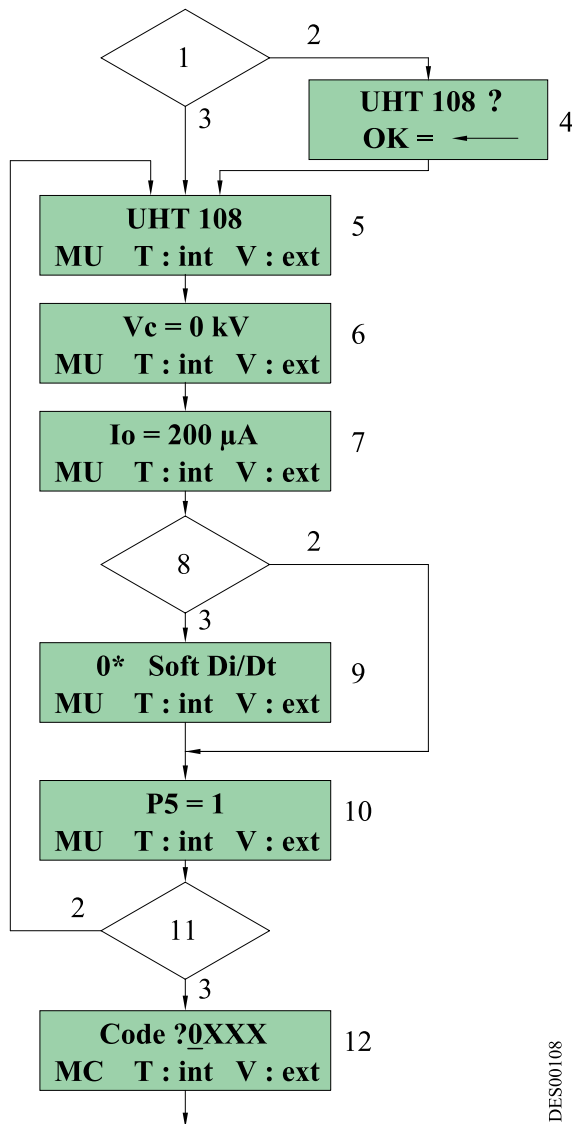 1
2
3
UHT 108 ?
OK = ←
4
UHT 108
MU T : int V : ext
5
Vc = 0 kV
MU T : int V : ext
6
Io = 200 µA
MU T : int V : ext
7
8
2
3
0* Soft Di/Dt
MU T : int V : ext
9
P5 = 1
MU T : int V : ext
10
2
11
3
Code ?0XXX
MC T : int V : ext
12
DES00108